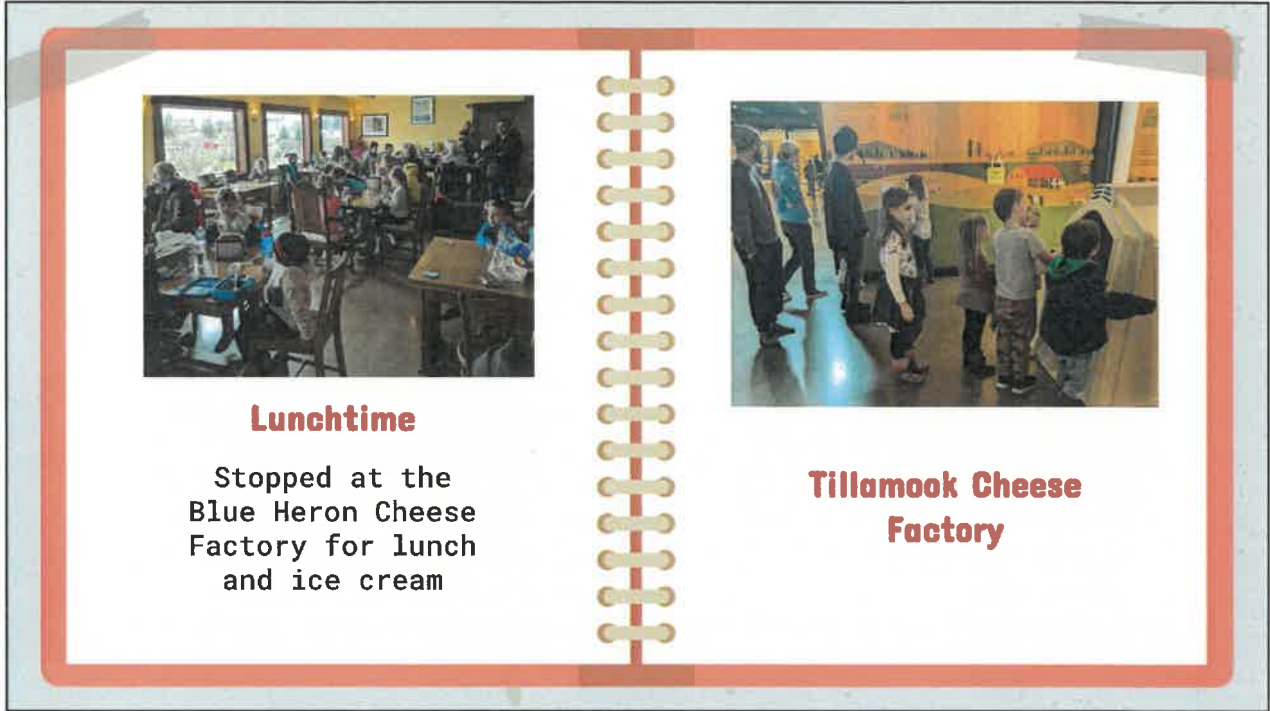 Lunchtime
Stopped at the
Blue Heron Cheese
Factory for lunch
and ice cream
Tillamook Cheese
Factory